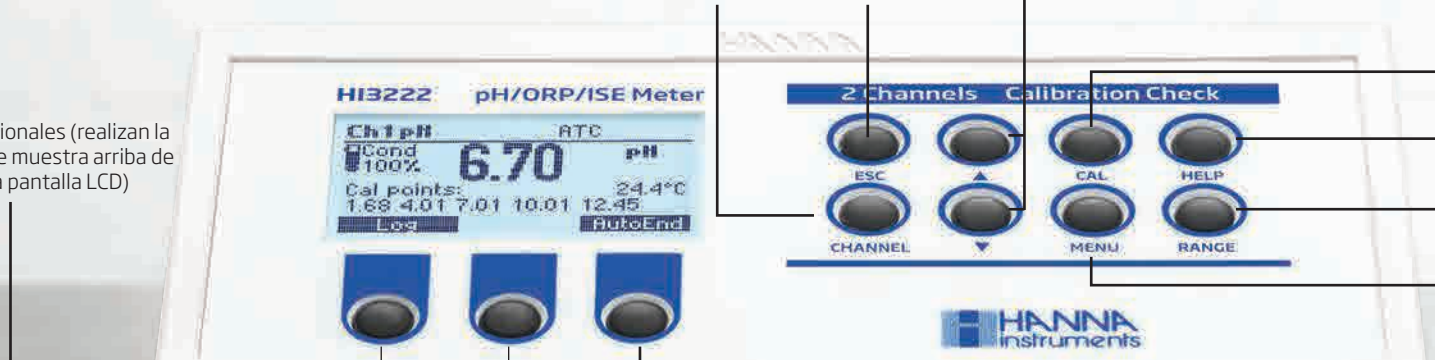 HANNA
HI3222 pH/ORP/ISE Meter
2 Channels Calibration Check
ionales (realizan la
e muestra arriba de
a pantalla LCD)
Ch1 pH ATC
Cond
100%
6.70
pH
Cal points: 24.4°C
1.68 4.01 7.01 10.01 12.45
Log AutoEnd
ESC ▲ CAL HELP
CHANNEL ▼ MENU RANGE
HANNA
instruments